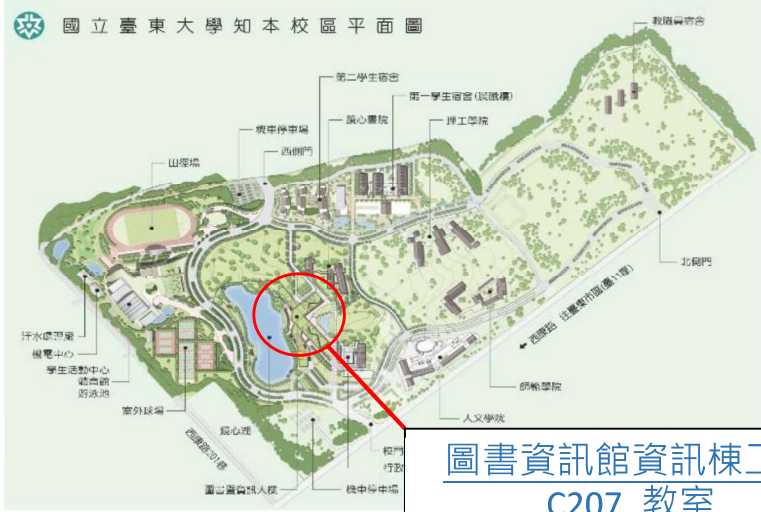 國立臺東大學知本校區平面圖
教職員宿舍
第二學生宿舍
第一學生宿舍(晨曦樓)
鏡心書院
理工學院
機車停車場
西側門
田徑場
北側門
西康路 往臺東市區(臺11線)
汙水處理廠
機電中心
學生活動中心
體育館
游泳池
室外球場
師範學院
人文學院
鏡心湖
西康路201巷
校門
行政
圖書暨資訊大樓
機車停車場
圖書資訊館資訊棟
C207 教室